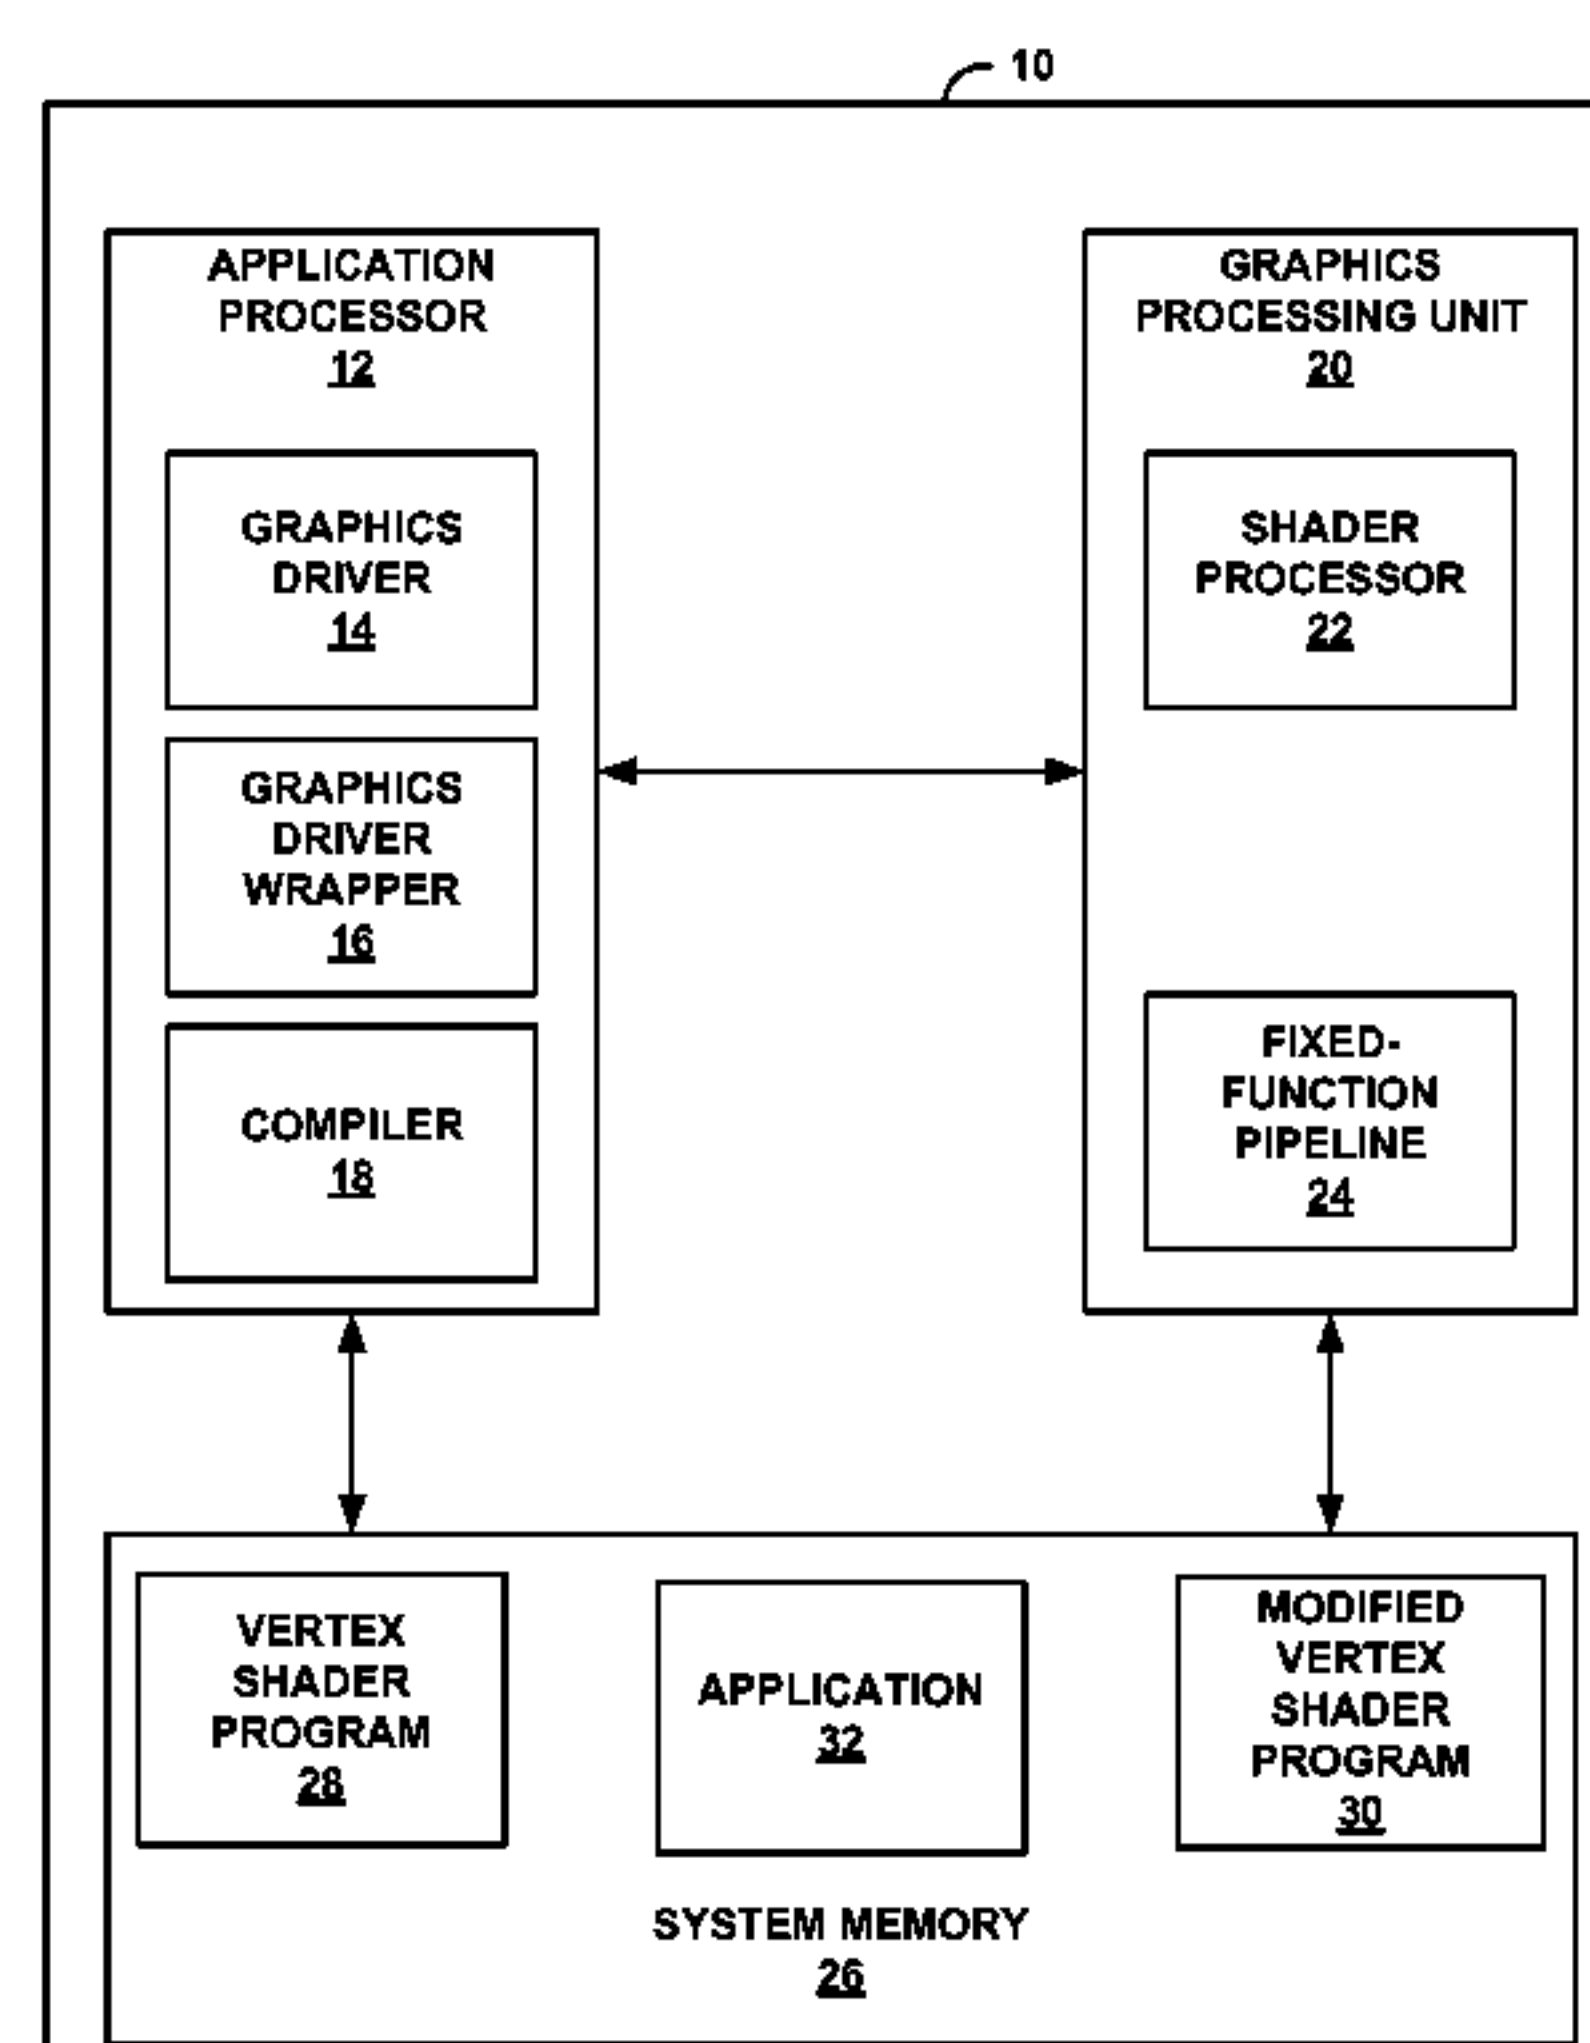 10
APPLICATION
PROCESSOR
12
GRAPHICS
DRIVER
14
GRAPHICS
DRIVER
WRAPPER
16
COMPILER
18
GRAPHICS
PROCESSING UNIT
20
SHADER
PROCESSOR
22
FIXED-
FUNCTION
PIPELINE
24
VERTEX
SHADER
PROGRAM
28
APPLICATION
32
MODIFIED
VERTEX
SHADER
PROGRAM
30
SYSTEM MEMORY
26